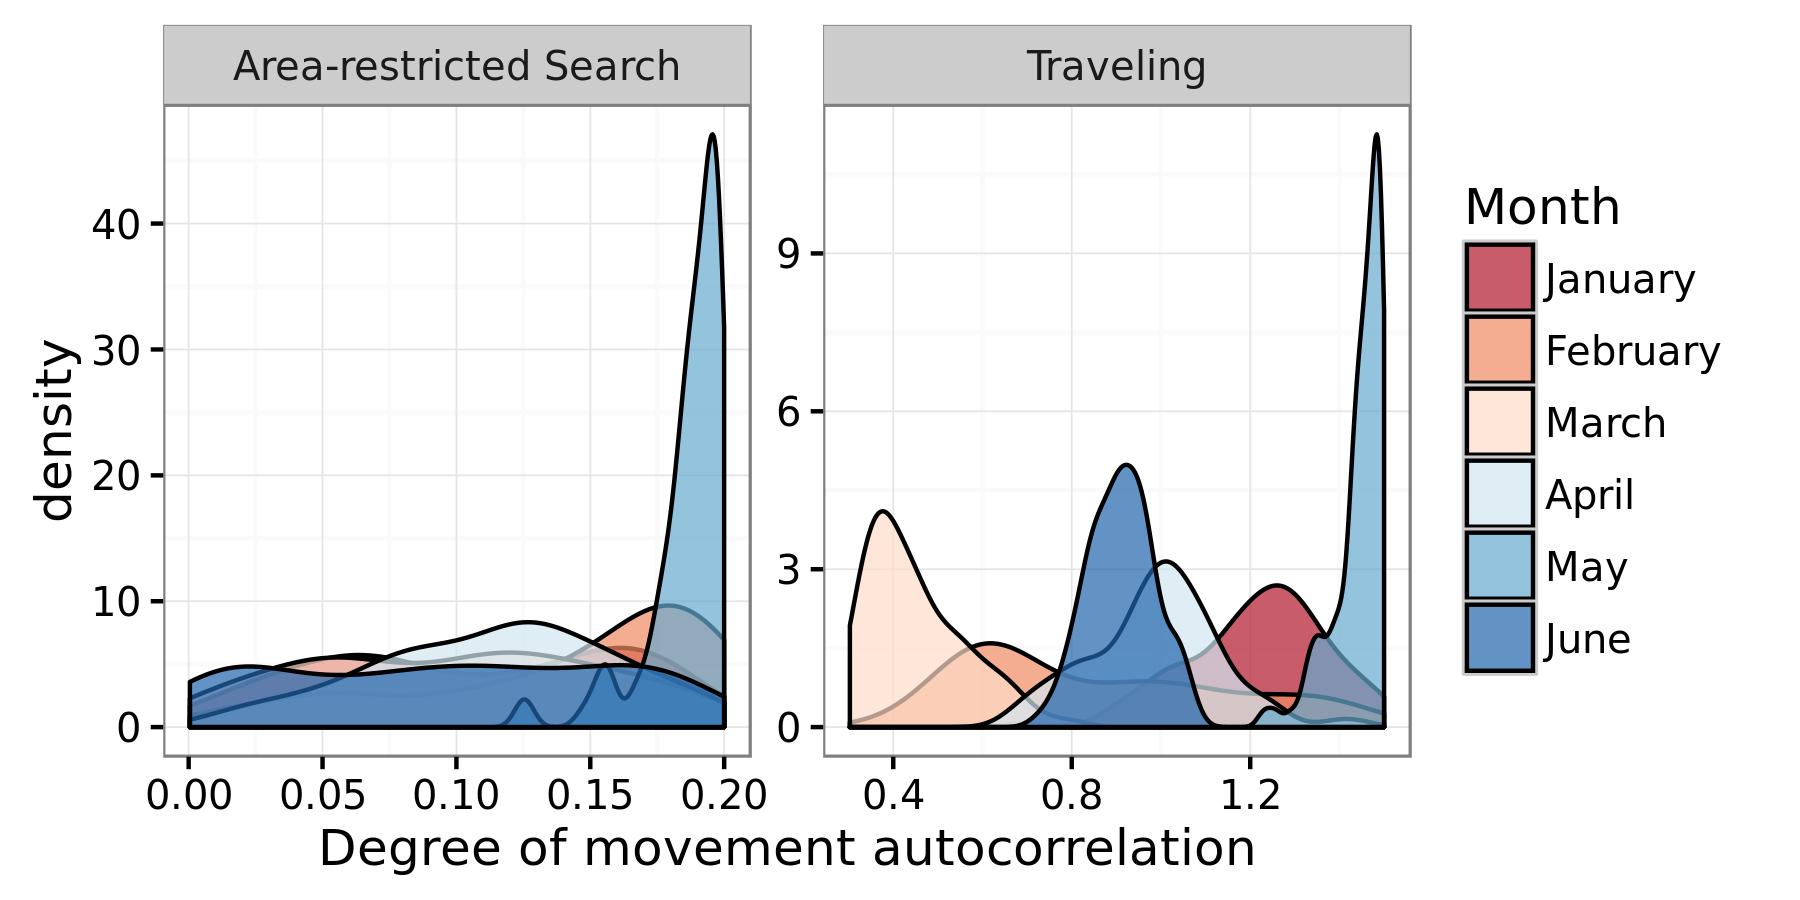 Area-restricted Search
Traveling
density
40
30
20
10
0
0.00 0.05 0.10 0.15 0.20
9
6
3
0
0.4 0.8 1.2
Degree of movement autocorrelation
Month
January
February
March
April
May
June